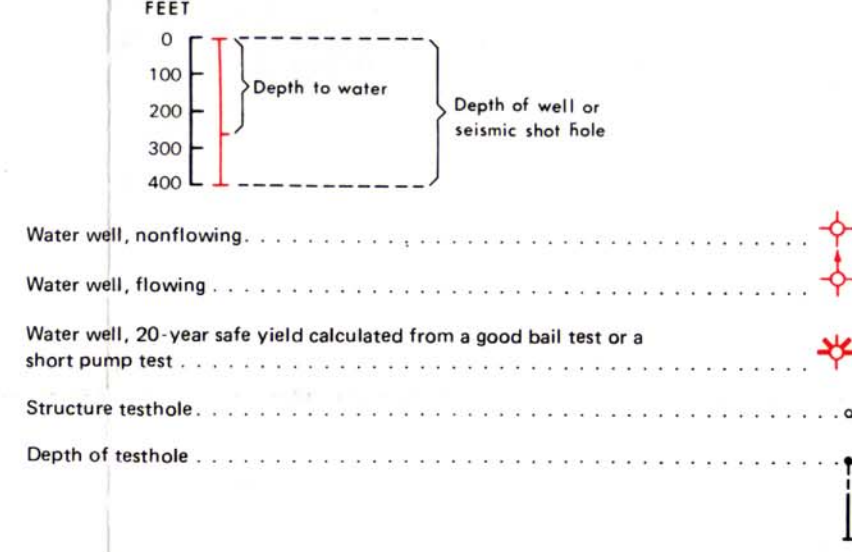 FEET
0
100
200
300
400
Depth to water
Depth of well or
seismic shot hole
Water well, nonflowing
Water well, flowing
Water well, 20-year safe yield calculated from a good bail test or a
short pump test
Structure testhole
Depth of testhole